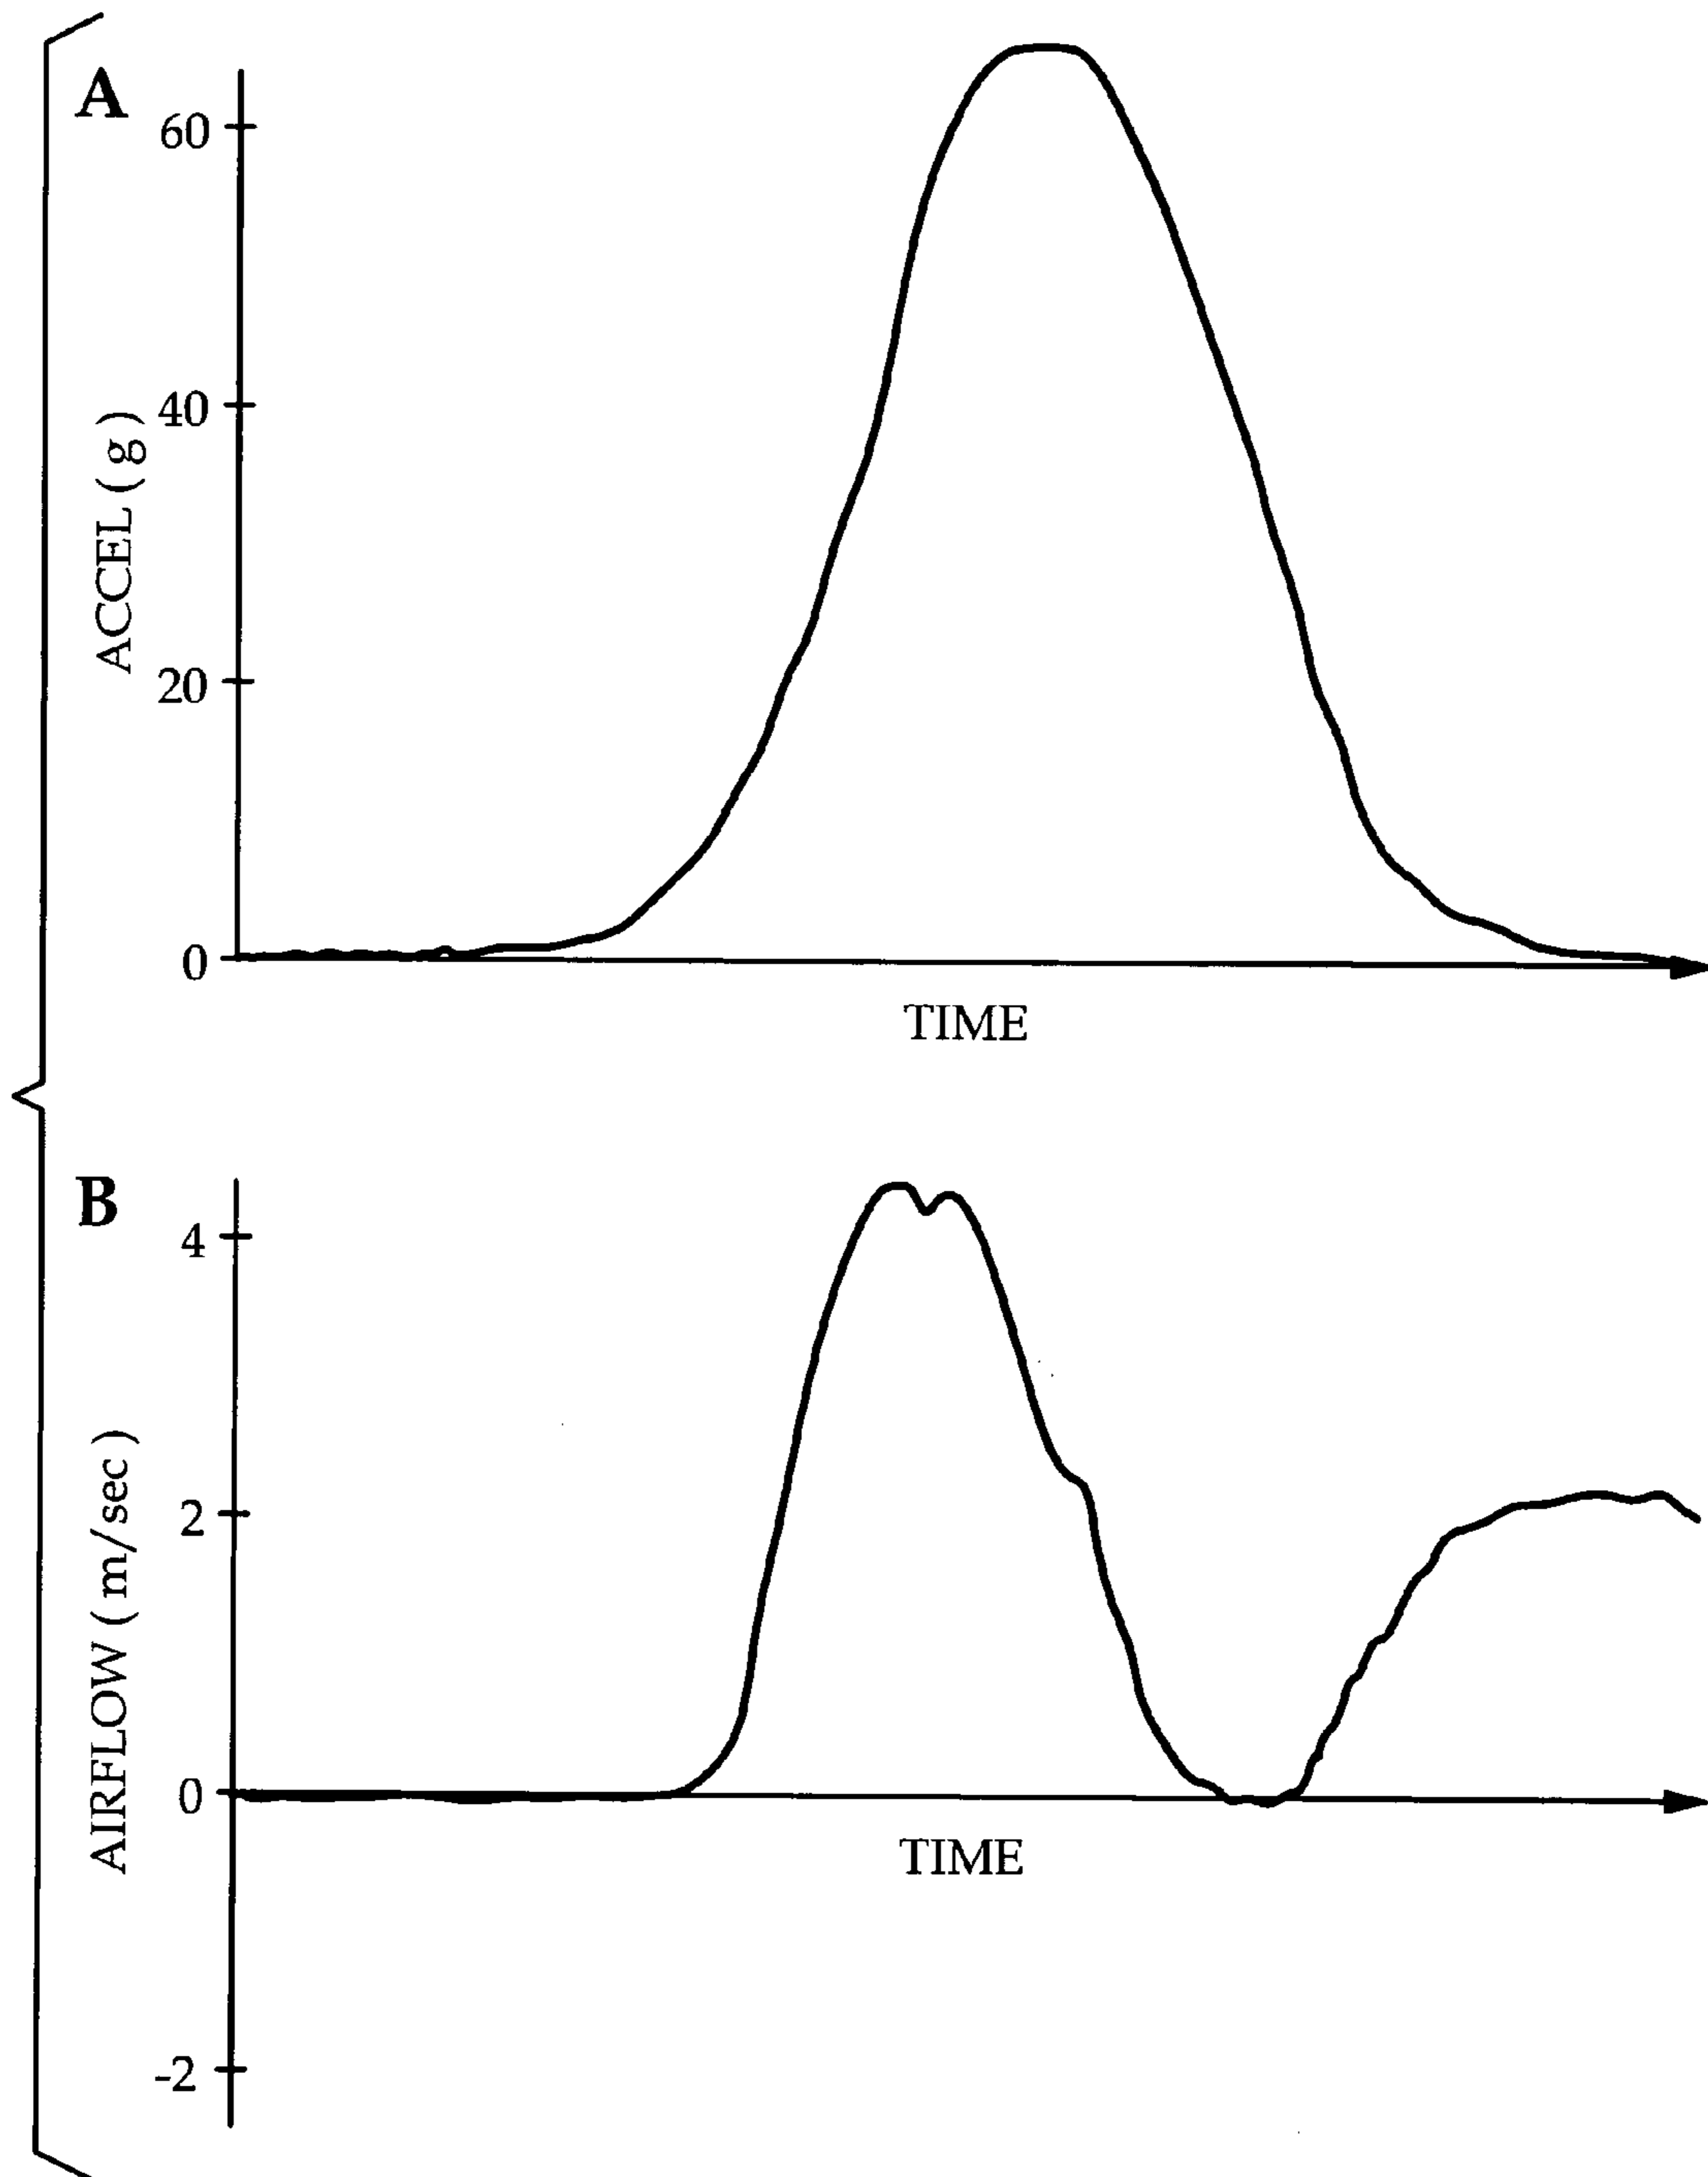 A
60
40
20
0
ACCEL ( g )
TIME
B
4
2
0
-2
AIRFLOW ( m/sec )
TIME